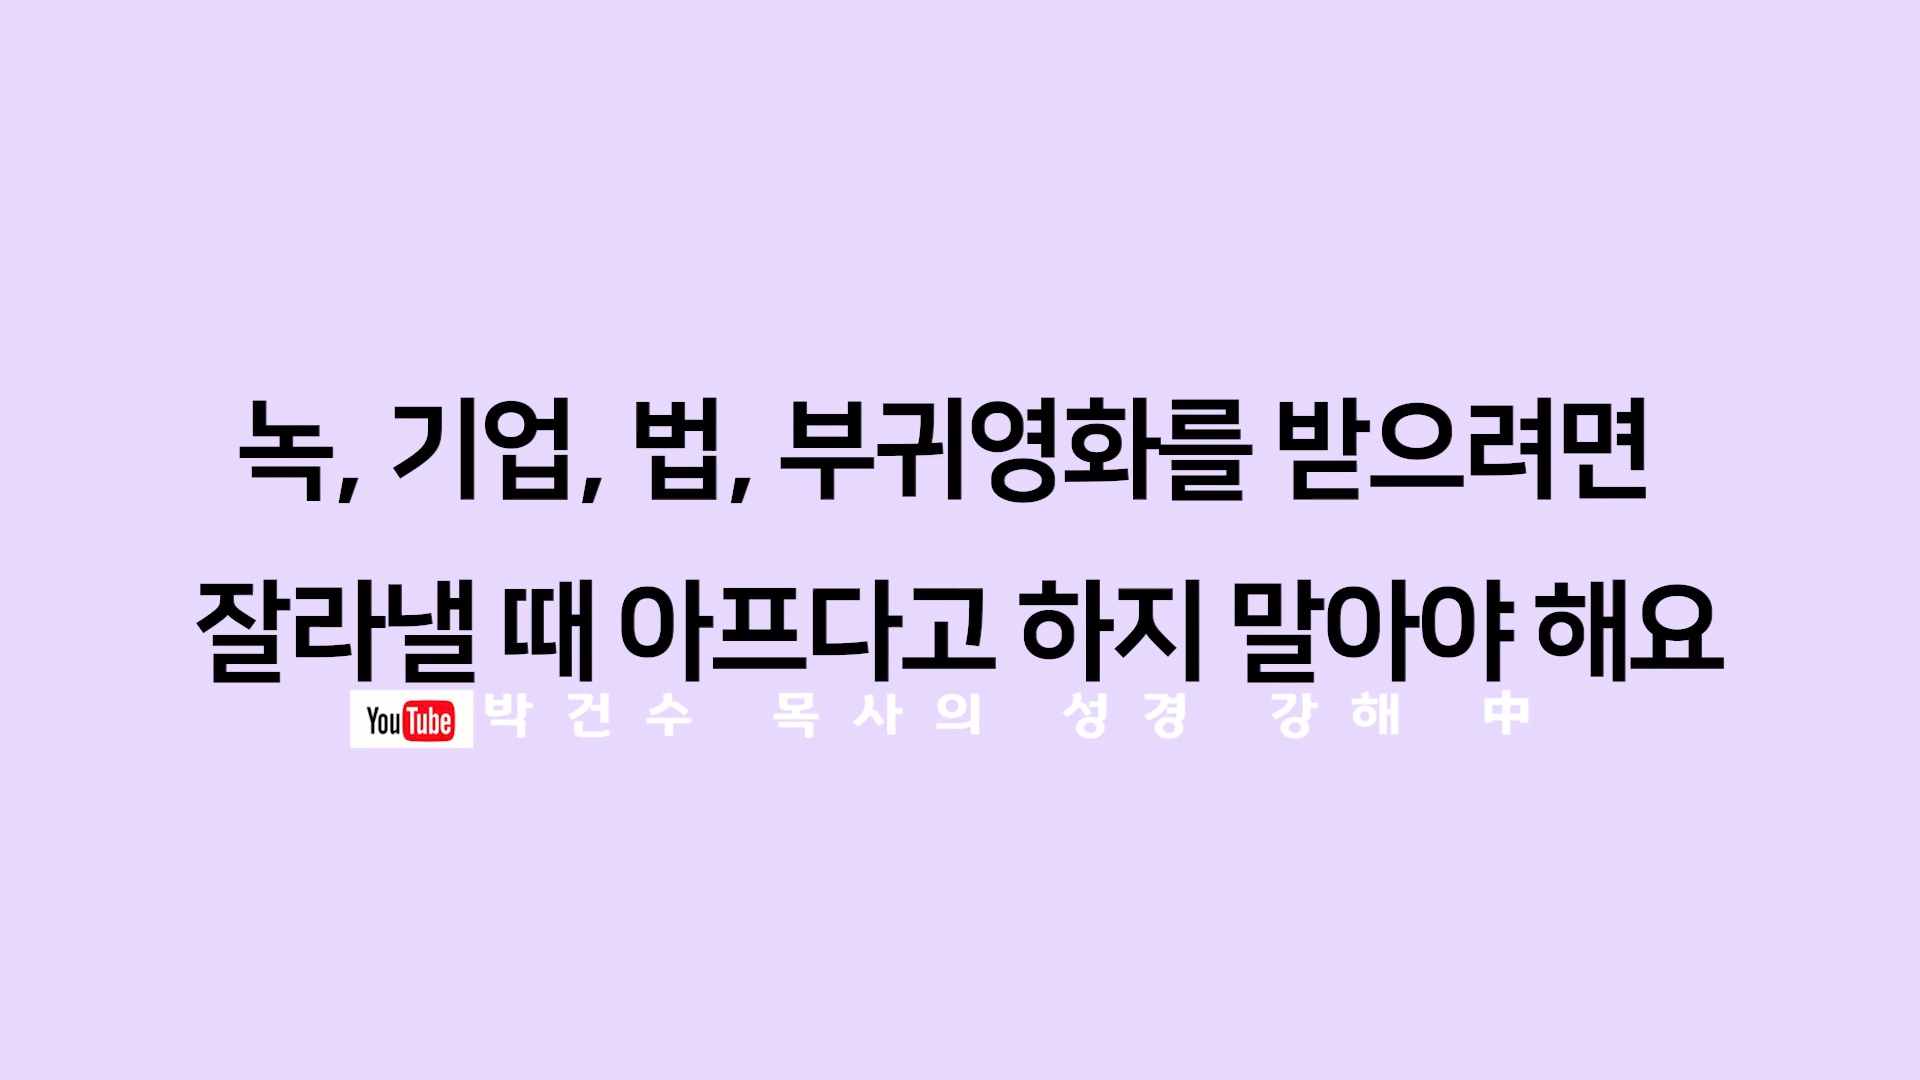 녹, 기업, 법, 부귀영화를 받으려면
잘라낼 때 아프다고 하지 말아야 해요
YouTube 박건수 목사의 성경 강해 中